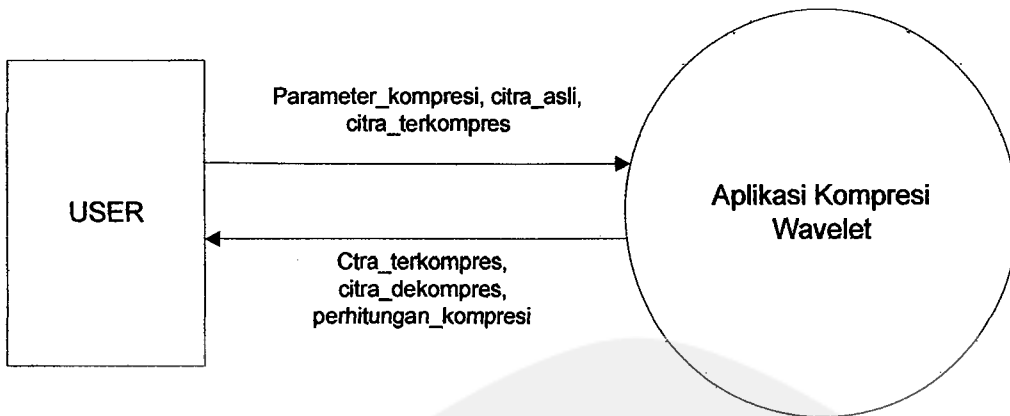 Parameter_kompresi, citra_asli,
citra_terkompres
USER
Aplikasi Kompresi
Wavelet
Ctra_terkompres,
citra_dekompres,
perhitungan_kompresi